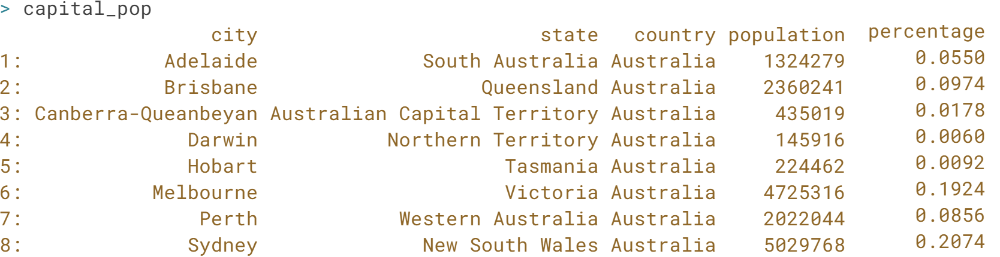 > capital_pop
city state country population percentage
1: Adelaide South Australia Australia 1324279 0.0550
2: Brisbane Queensland Australia 2360241 0.0974
3: Canberra-Queanbeyan Australian Capital Territory Australia 435019 0.0178
4: Darwin Northern Territory Australia 145916 0.0060
5: Hobart Tasmania Australia 224462 0.0092
6: Melbourne Victoria Australia 4725316 0.1924
7: Perth Western Australia Australia 2022044 0.0856
8: Sydney New South Wales Australia 5029768 0.2074